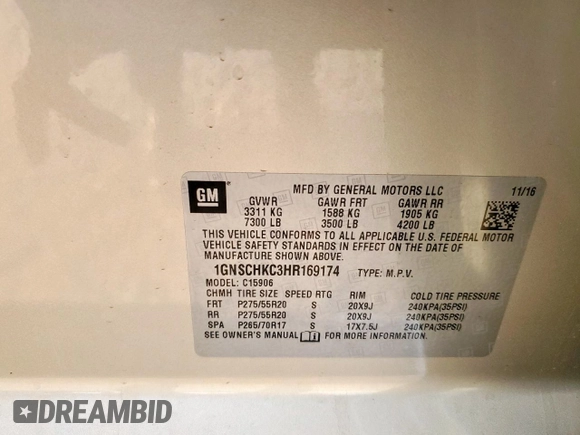 GM
MFD BY GENERAL MOTORS LLC 11/16
GVWR GAWR FRT GAWR RR
3311 KG 1588 KG 1905 KG
7300 LB 3500 LB 4200 LB
THIS VEHICLE CONFORMS TO ALL APPLICABLE U.S. FEDERAL MOTOR
VEHICLE SAFETY STANDARDS IN EFFECT ON THE DATE OF
MANUFACTURE SHOWN ABOVE.
1GNSCHKC3HR169174 TYPE: M.P.V.
MODEL: C15906
CHMH TIRE SIZE SPEED RTG RIM COLD TIRE PRESSURE
FRT P275/55R20 S 20X9J 240KPA(35PSI)
RR P275/55R20 S 20X9J 240KPA(35PSI)
SPA P265/70R17 S 17X7.5J 240KPA(35PSI)
SEE OWNER'S MANUAL FOR MORE INFORMATION.
DREAMBID